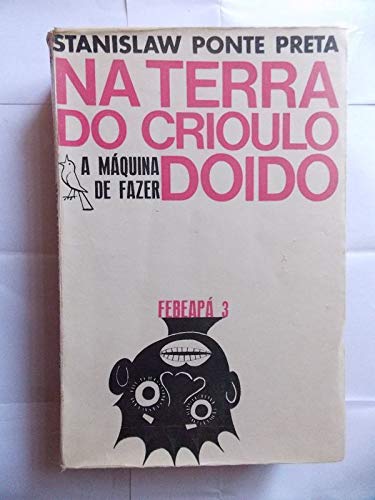 STANISLAW PONTE PRETA
NA TERRA
DO CRIOULO
DOIDO
A MÁQUINA
DE FAZER
FEBEAPÁ 3